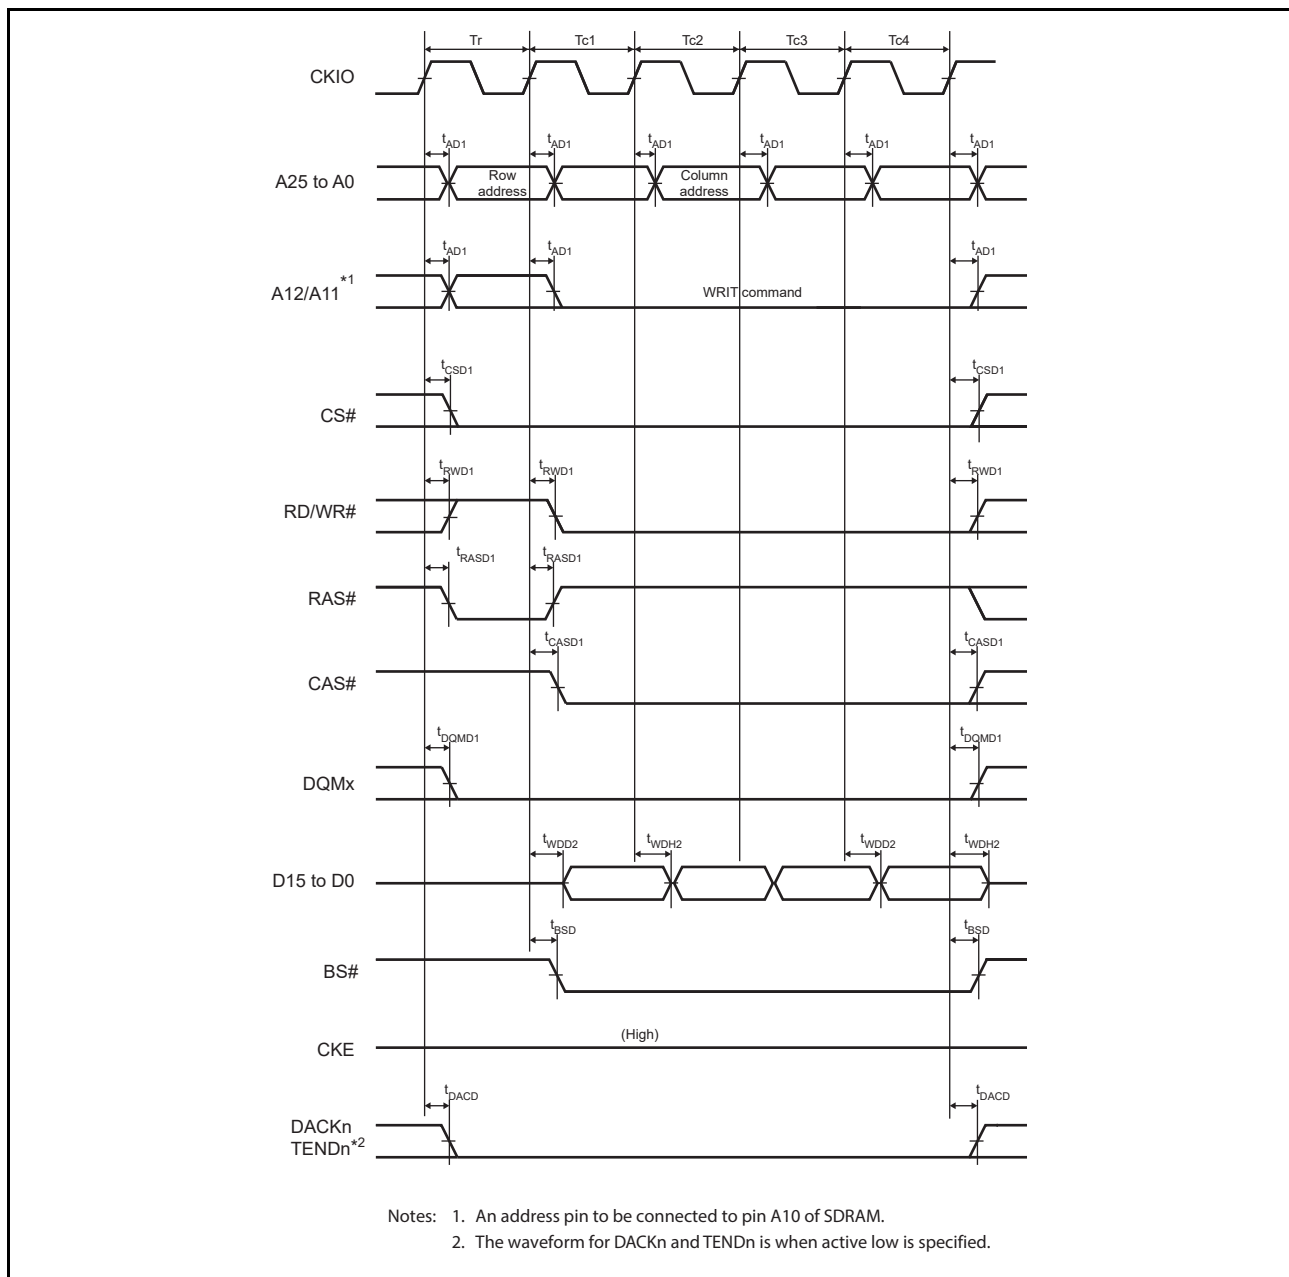 Tr Tc1 Tc2 Tc3 Tc4
CKIO
tAD1 tAD1 tAD1 tAD1 tAD1 tAD1
A25 to A0
Row address
Column address
tAD1 tAD1 tAD1
A12/A11*1
WRIT command
tCSD1 tCSD1
CS#
tRWD1 tRWD1 tRWD1
RD/WR#
tRASD1 tRASD1
RAS#
tCASD1 tCASD1
CAS#
tDQMD1 tDQMD1
DQMx
tWDD2 tWDH2 tWDD2 tWDH2
D15 to D0
tBSD tBSD
BS#
(High)
CKE
tDACD tDACD
DACKn
TENDn*2
Notes: 1. An address pin to be connected to pin A10 of SDRAM.
2. The waveform for DACKn and TENDn is when active low is specified.